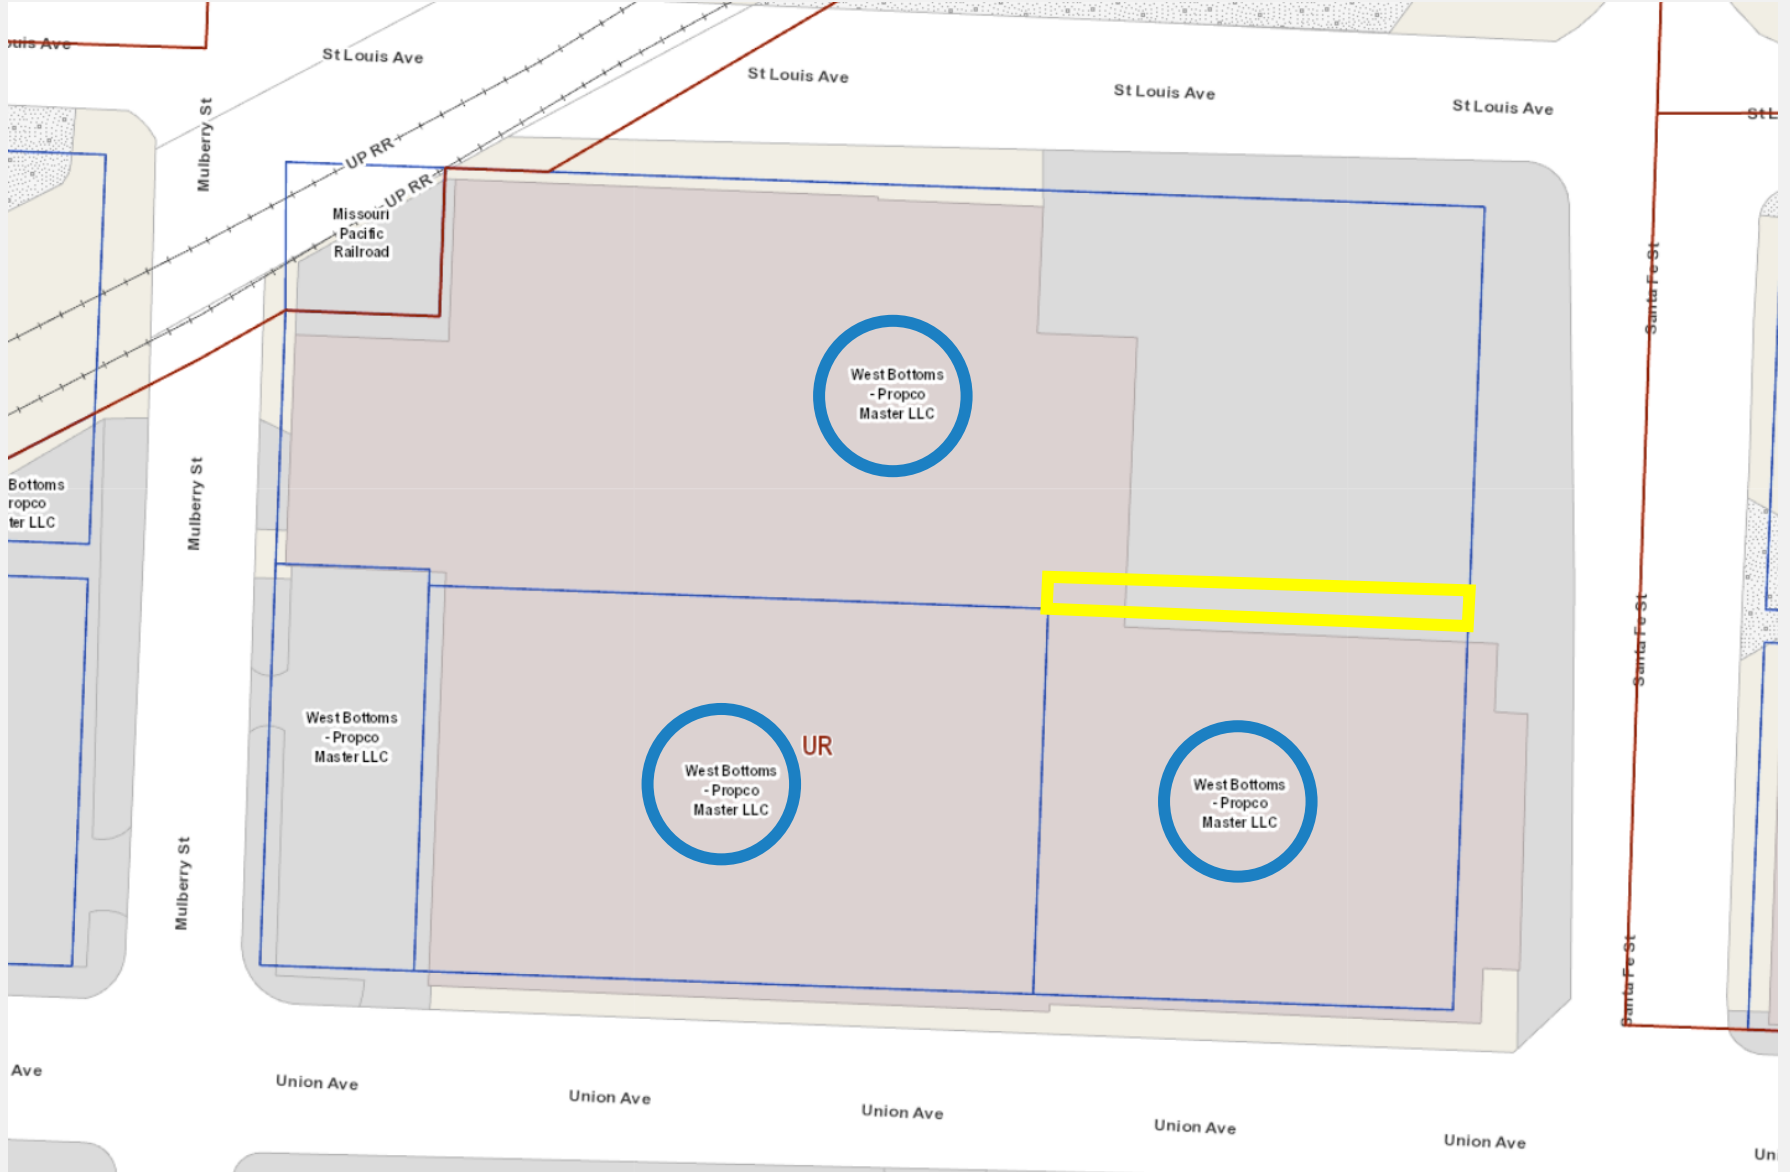 St Louis Ave
St Louis Ave
St Louis Ave
St Louis Ave
Mulberry St
UP RR
UP RR
Missouri
Pacific
Railroad
Santa Fe St
West Bottoms
- Propco
Master LLC
Mulberry St
Bottoms
ropco
ter LLC
Santa Fe St
West Bottoms
- Propco
Master LLC
UR
West Bottoms
- Propco
Master LLC
West Bottoms
- Propco
Master LLC
Mulberry St
Santa Fe St
Ave
Union Ave
Union Ave
Union Ave
Union Ave
Union Ave
Un